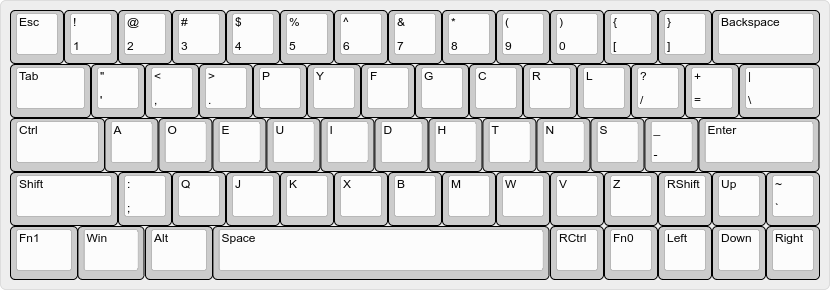 Esc ! @ # $ % ^ & * ( ) { } Backspace
1 2 3 4 5 6 7 8 9 0 [ ]
Tab " < > P Y F G C R L ? + |
' , . / = \
Ctrl A O E U I D H T N S _ Enter
-
Shift : Q J K X B M W V Z RShift Up ~
; `
Fn1 Win Alt Space RCtrl Fn0 Left Down Right